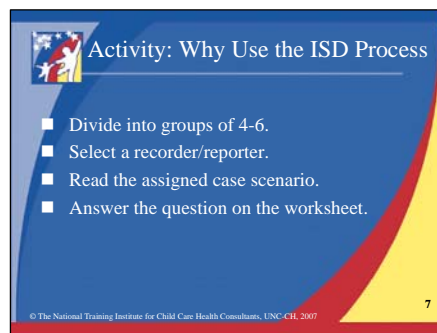 Activity: Why Use the ISD Process
Divide into groups of 4-6.
Select a recorder/reporter.
Read the assigned case scenario.
Answer the question on the worksheet.
7
© The National Training Institute for Child Care Health Consultants, UNC-CH, 2007